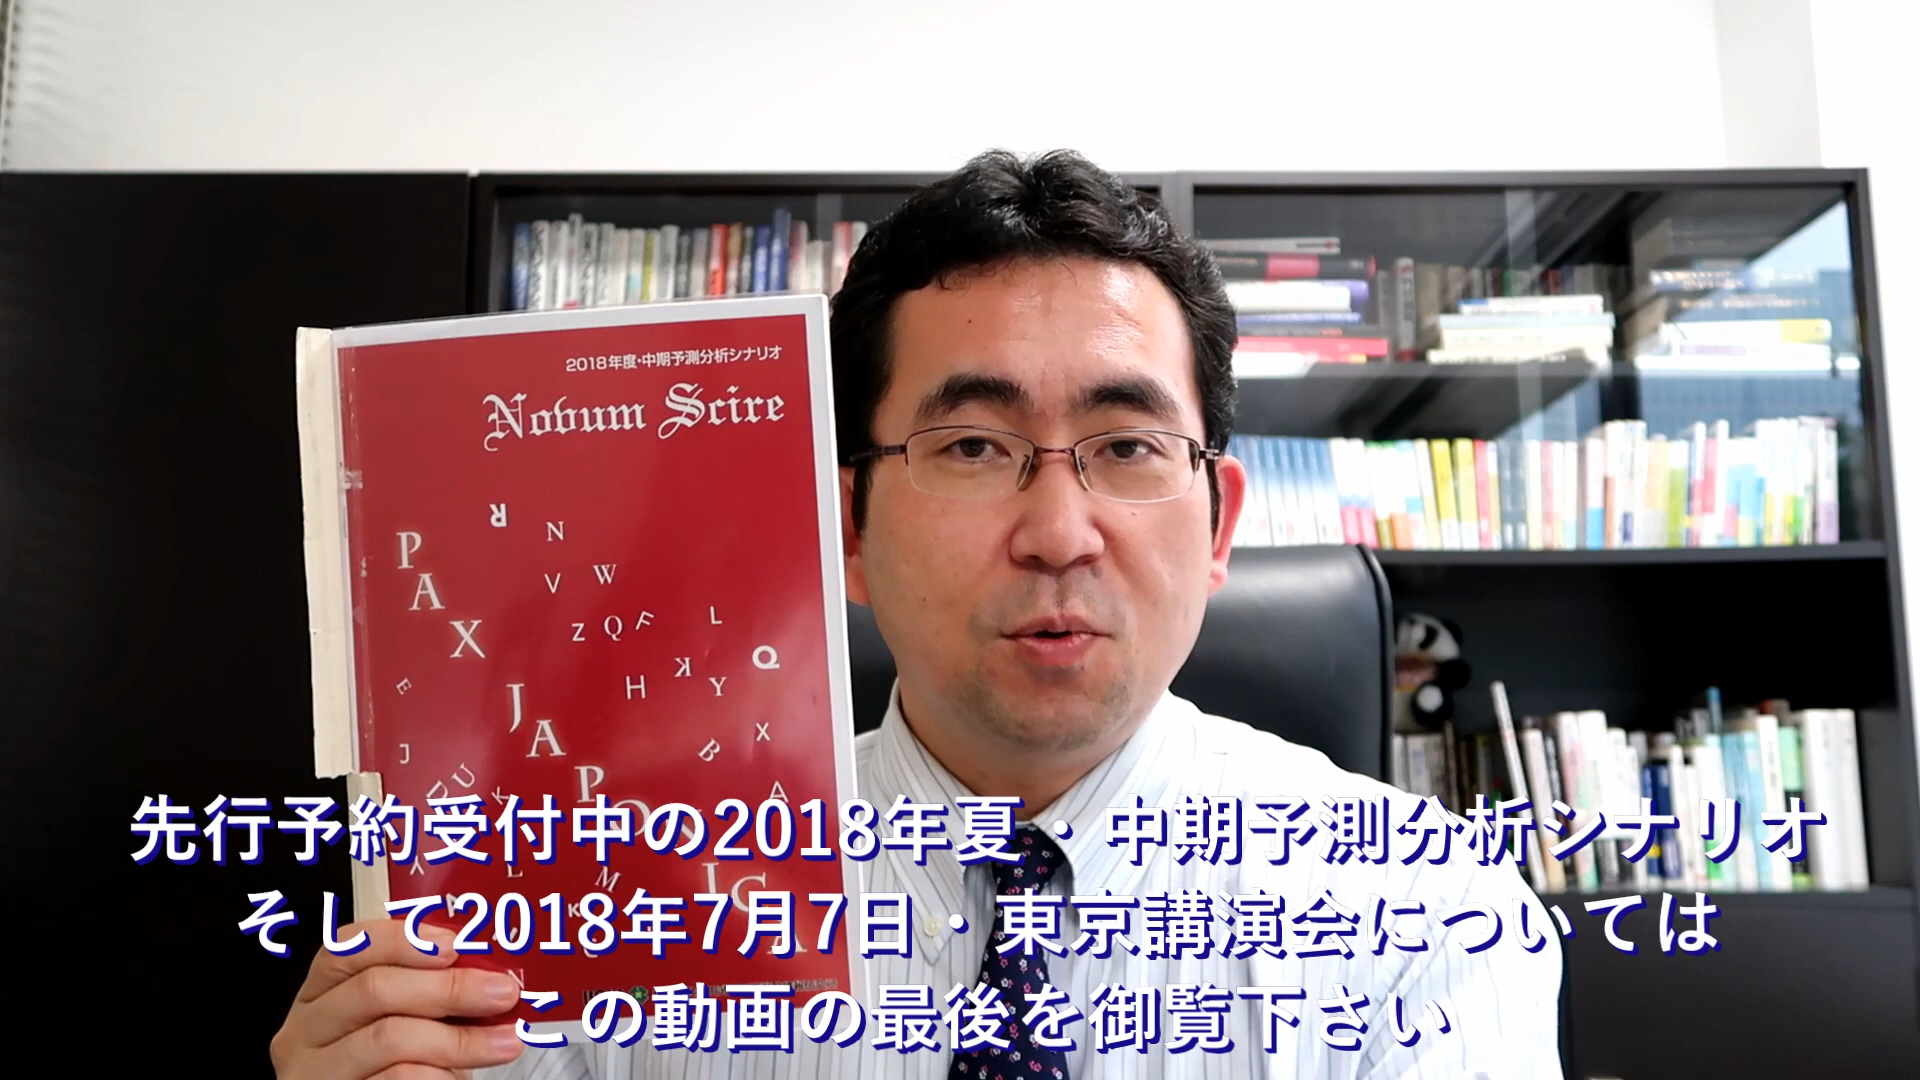 2018年度・中期予測分析シナリオ
Novum Scire
R
N
P
A
X
V
W
Z
Q
F
L
K
Q
H
Y
E
J
A
X
J
B
P
D
U
K
A
先行予約受付中の2018年夏・中期予測分析シナリオ
そして2018年7月7日・東京講演会については
この動画の最後を御覧下さい